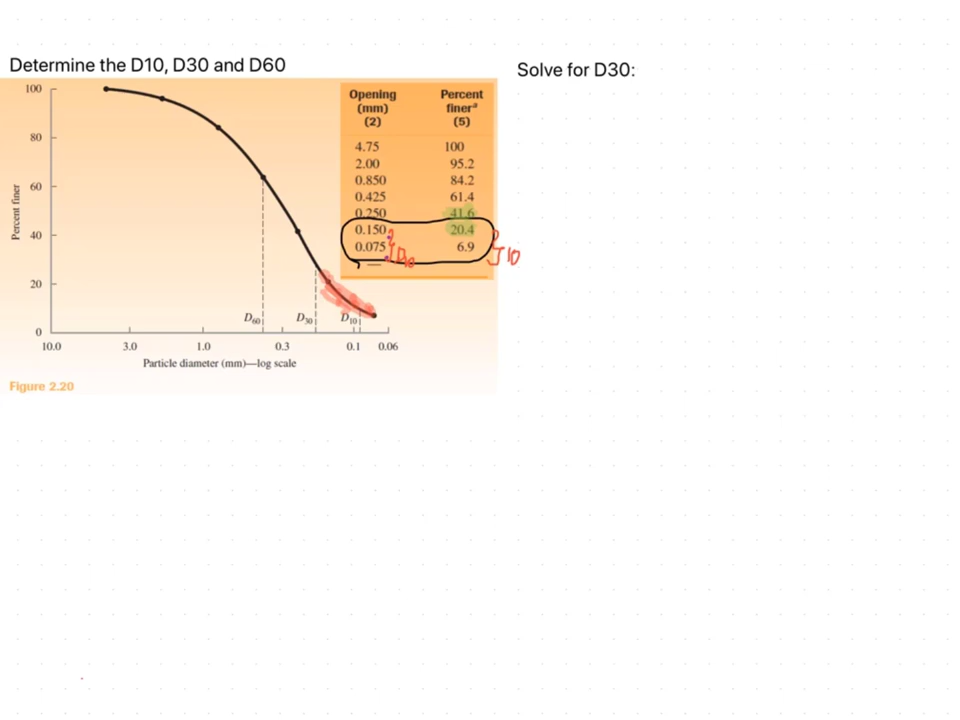 Determine the D10, D30 and D60
Solve for D30:
100
80
60
40
20
0
Percent finer
10.0 3.0 1.0 0.3 0.1 0.06
Particle diameter (mm)—log scale
D60 D30 D10
Opening (mm) (2) Percent finerᵃ (5)
4.75 100
2.00 95.2
0.850 84.2
0.425 61.4
0.250 41.6
0.150 20.4
0.075 6.9
—
D10
10
Figure 2.20